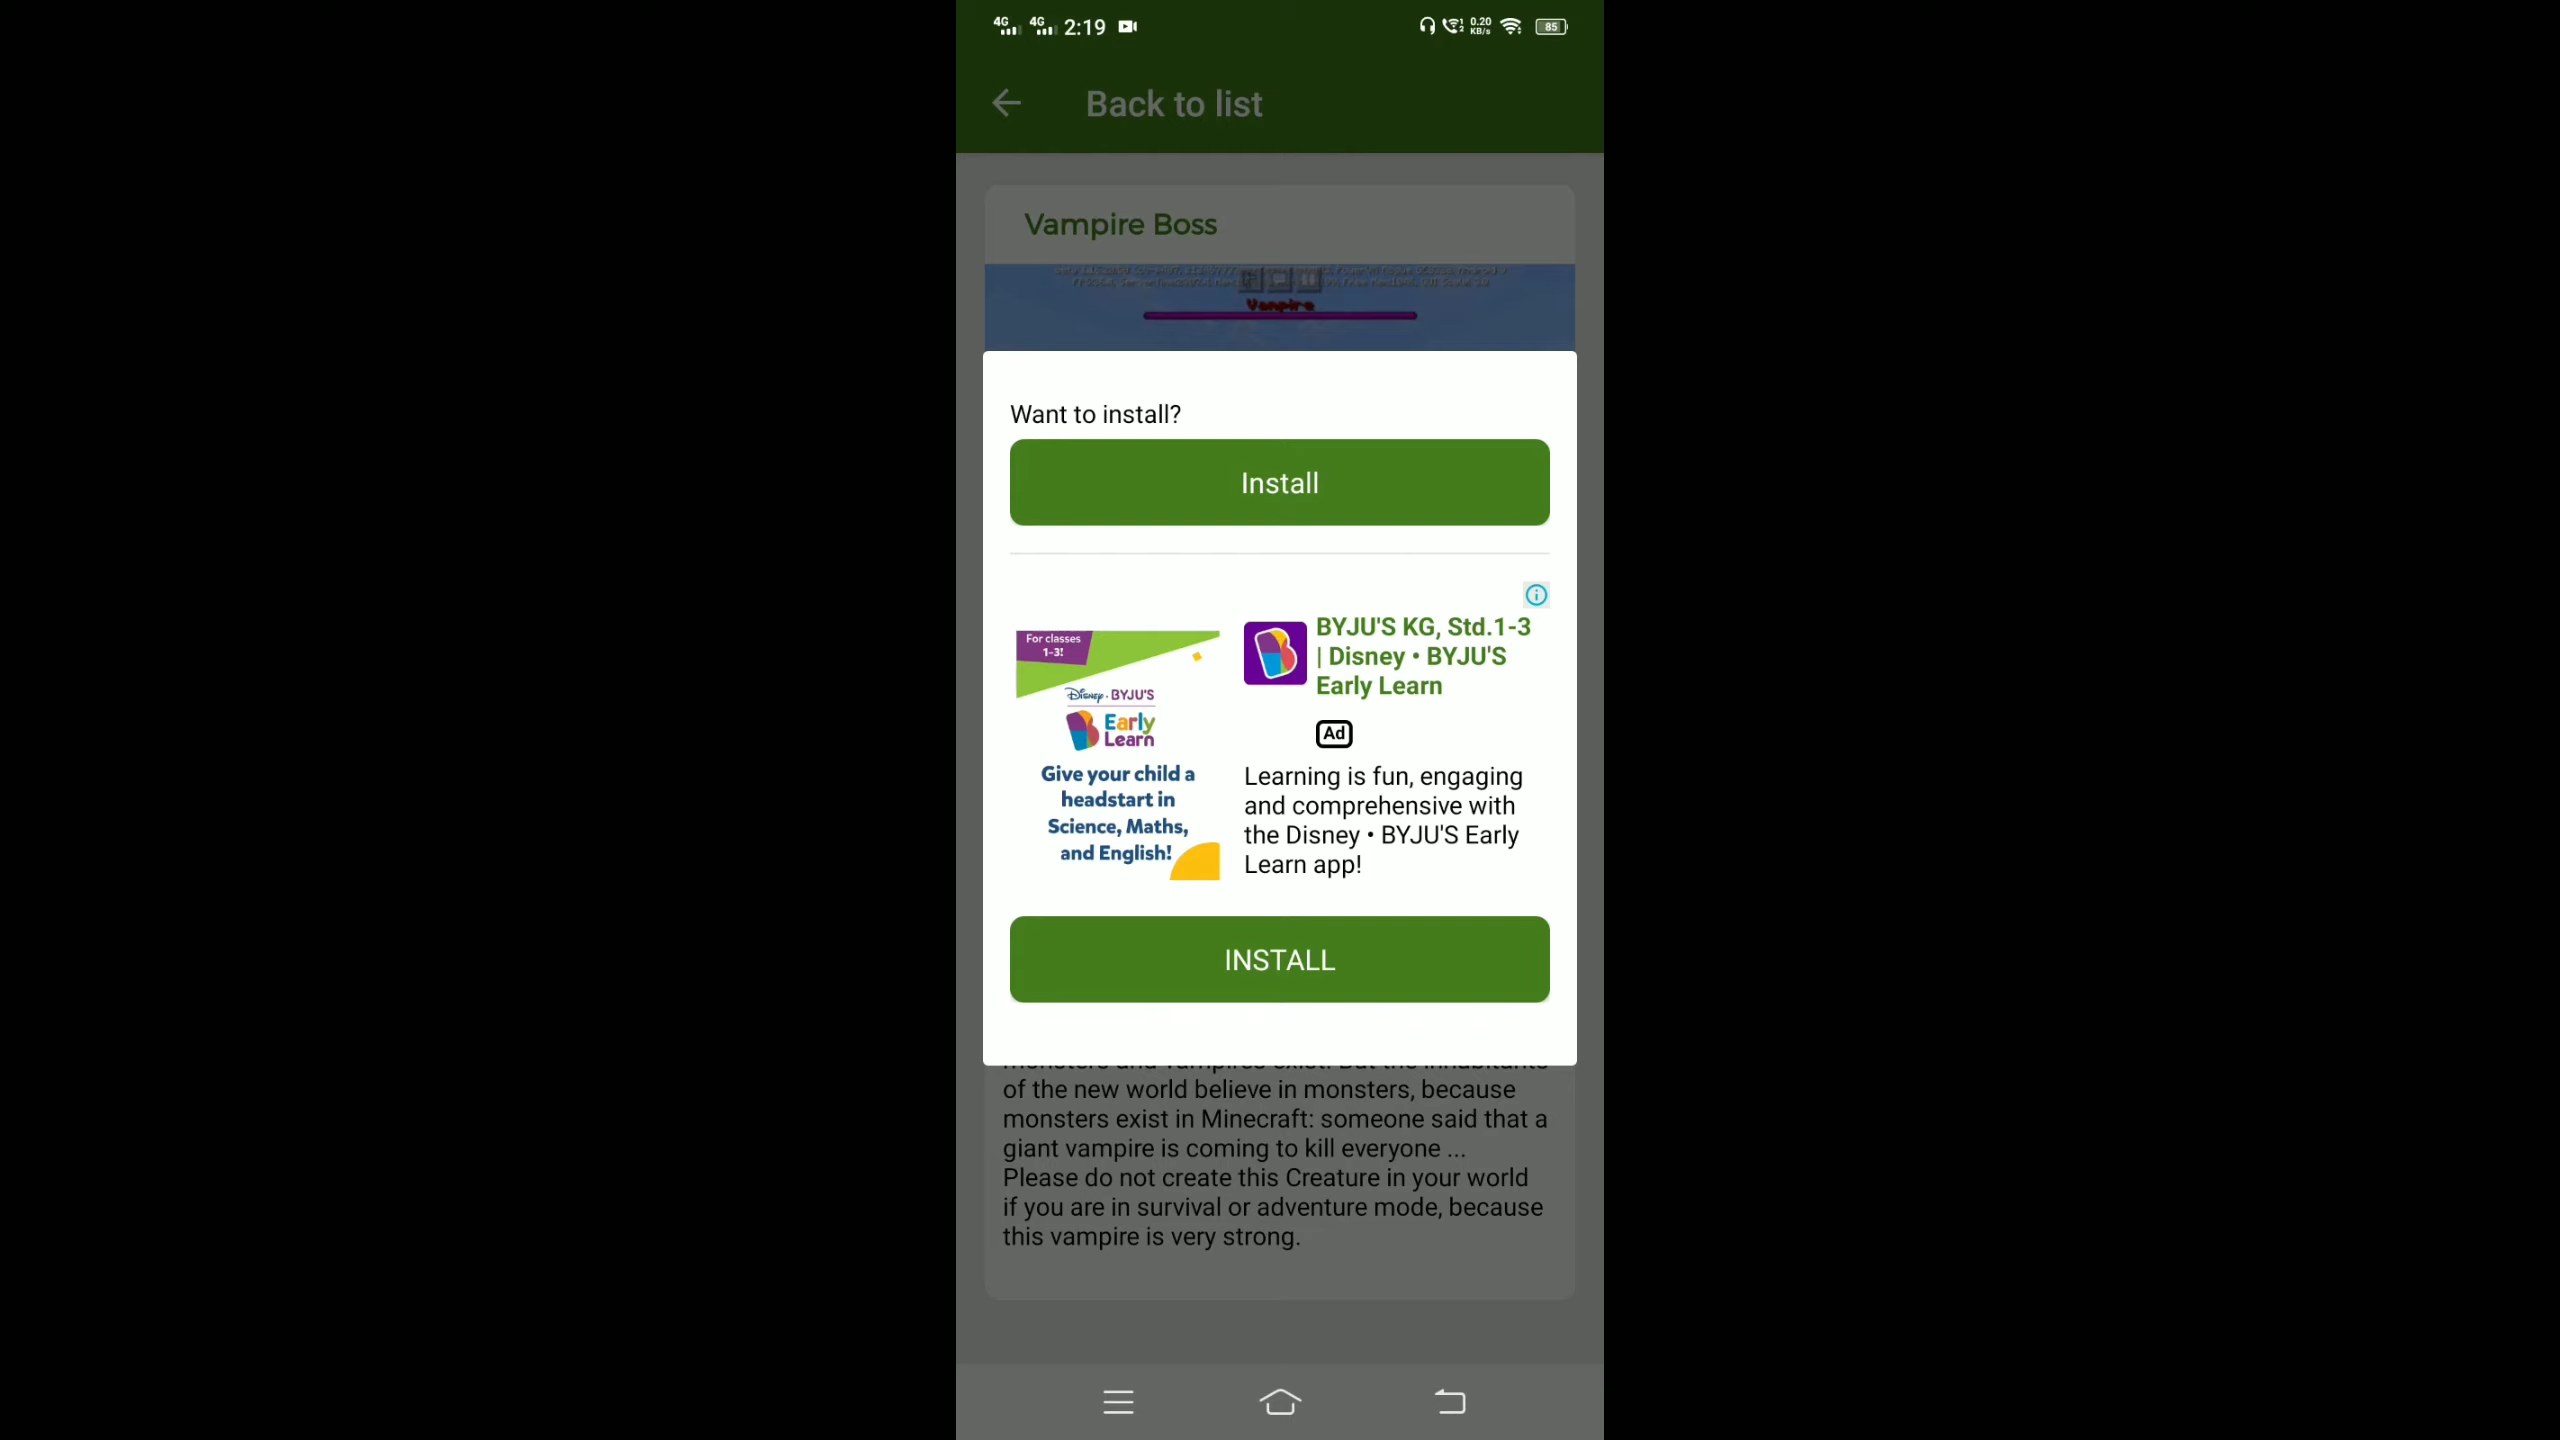 4G 4G 2:19
0.20
KB/s
85
Back to list
Vampire Boss
Vampire
Want to install?
Install
For classes
1-3!
Disney · BYJU'S
Early
Learn
Give your child a
headstart in
Science, Maths,
and English!
BYJU'S KG, Std.1-3
| Disney • BYJU'S
Early Learn
Ad
Learning is fun, engaging
and comprehensive with
the Disney • BYJU'S Early
Learn app!
INSTALL
of the new world believe in monsters, because
monsters exist in Minecraft: someone said that a
giant vampire is coming to kill everyone ...
Please do not create this Creature in your world
if you are in survival or adventure mode, because
this vampire is very strong.